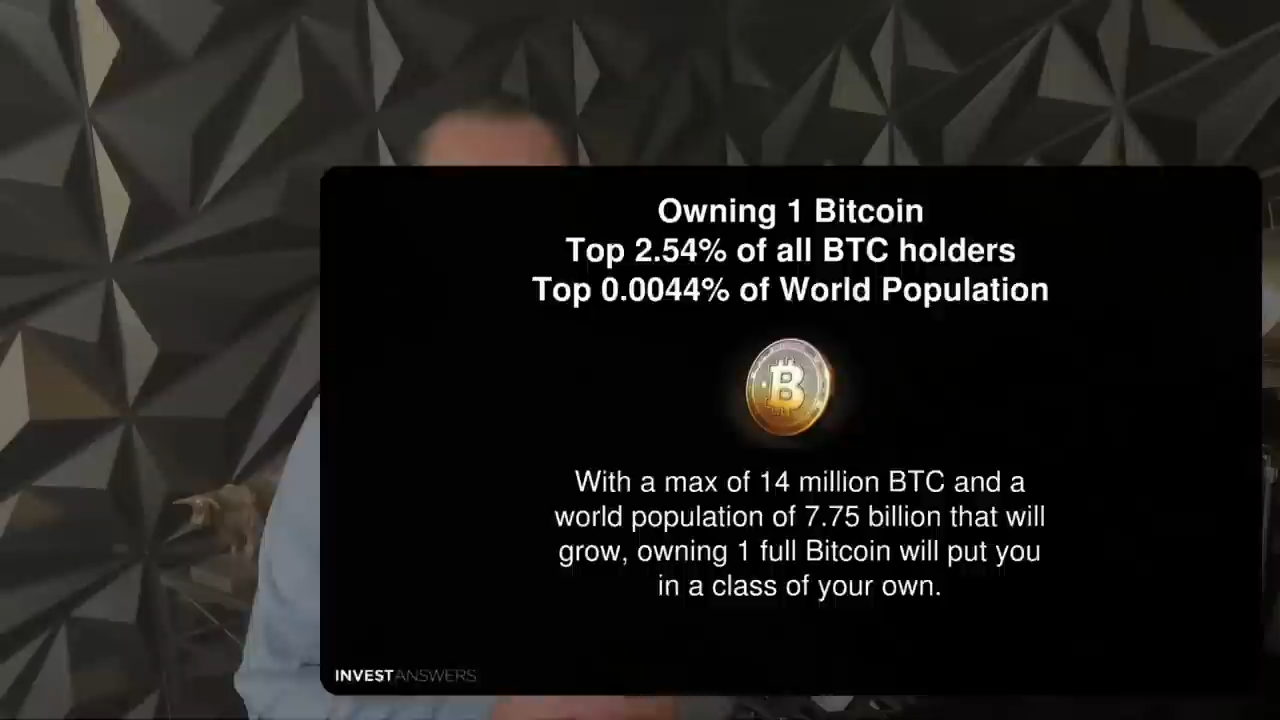 Owning 1 Bitcoin
Top 2.54% of all BTC holders
Top 0.0044% of World Population
B
With a max of 14 million BTC and a
world population of 7.75 billion that will
grow, owning 1 full Bitcoin will put you
in a class of your own.
INVESTANSWERS